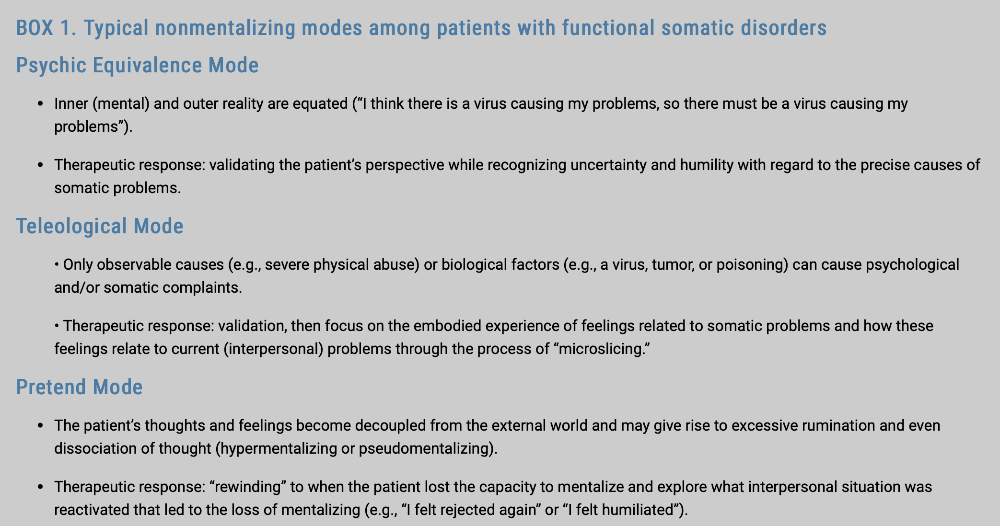 BOX 1. Typical nonmentalizing modes among patients with functional somatic disorders
Psychic Equivalence Mode
• Inner (mental) and outer reality are equated (“I think there is a virus causing my problems, so there must be a virus causing my
problems”).
• Therapeutic response: validating the patient’s perspective while recognizing uncertainty and humility with regard to the precise causes of
somatic problems.
Teleological Mode
• Only observable causes (e.g., severe physical abuse) or biological factors (e.g., a virus, tumor, or poisoning) can cause psychological
and/or somatic complaints.
• Therapeutic response: validation, then focus on the embodied experience of feelings related to somatic problems and how these
feelings relate to current (interpersonal) problems through the process of “microslicing.”
Pretend Mode
• The patient’s thoughts and feelings become decoupled from the external world and may give rise to excessive rumination and even
dissociation of thought (hypermentalizing or pseudomentalizing).
• Therapeutic response: “rewinding” to when the patient lost the capacity to mentalize and explore what interpersonal situation was
reactivated that led to the loss of mentalizing (e.g., “I felt rejected again” or “I felt humiliated”).